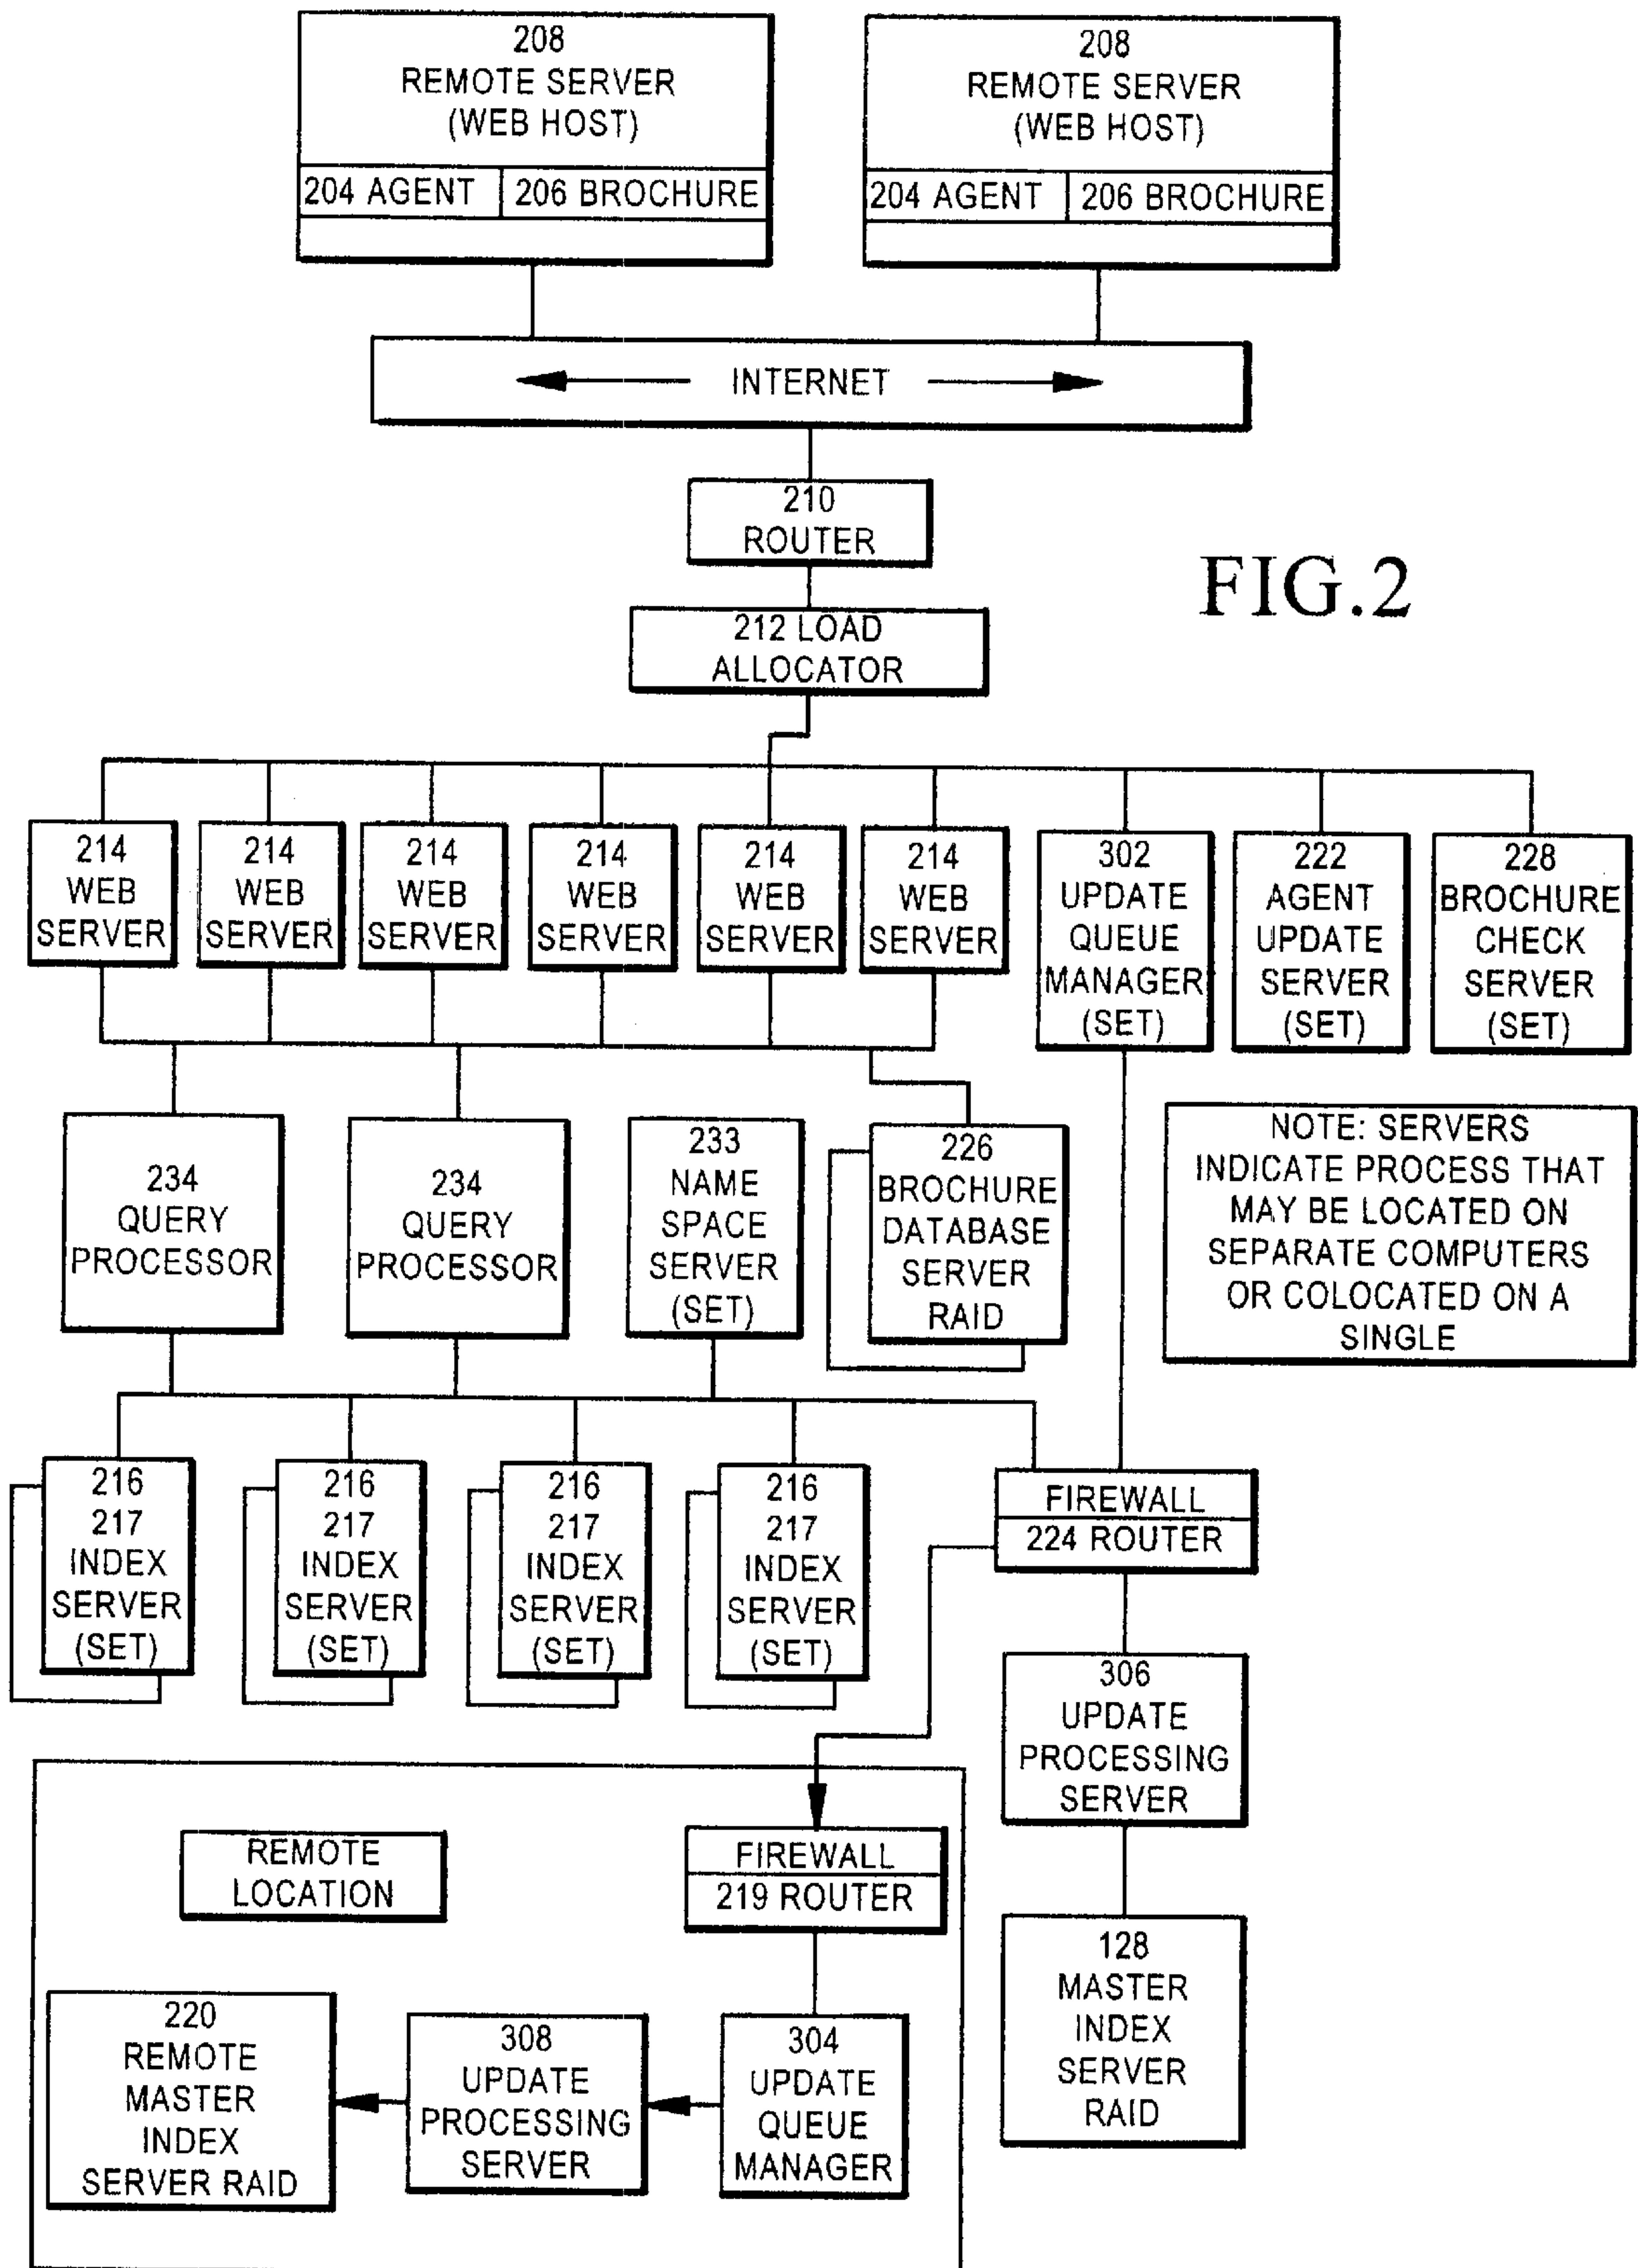 208
REMOTE SERVER
(WEB HOST)
204 AGENT
206 BROCHURE
208
REMOTE SERVER
(WEB HOST)
204 AGENT
206 BROCHURE
INTERNET
210
ROUTER
FIG.2
212 LOAD
ALLOCATOR
214
WEB
SERVER
214
WEB
SERVER
214
WEB
SERVER
214
WEB
SERVER
214
WEB
SERVER
214
WEB
SERVER
302
UPDATE
QUEUE
MANAGER
(SET)
222
AGENT
UPDATE
SERVER
(SET)
228
BROCHURE
CHECK
SERVER
(SET)
234
QUERY
PROCESSOR
234
QUERY
PROCESSOR
233
NAME
SPACE
SERVER
(SET)
226
BROCHURE
DATABASE
SERVER
RAID
NOTE: SERVERS
INDICATE PROCESS THAT
MAY BE LOCATED ON
SEPARATE COMPUTERS
OR COLOCATED ON A
SINGLE
216
217
INDEX
SERVER
(SET)
216
217
INDEX
SERVER
(SET)
216
217
INDEX
SERVER
(SET)
216
217
INDEX
SERVER
(SET)
FIREWALL
224 ROUTER
306
UPDATE
PROCESSING
SERVER
REMOTE
LOCATION
FIREWALL
219 ROUTER
128
MASTER
INDEX
SERVER
RAID
220
REMOTE
MASTER
INDEX
SERVER RAID
308
UPDATE
PROCESSING
SERVER
304
UPDATE
QUEUE
MANAGER